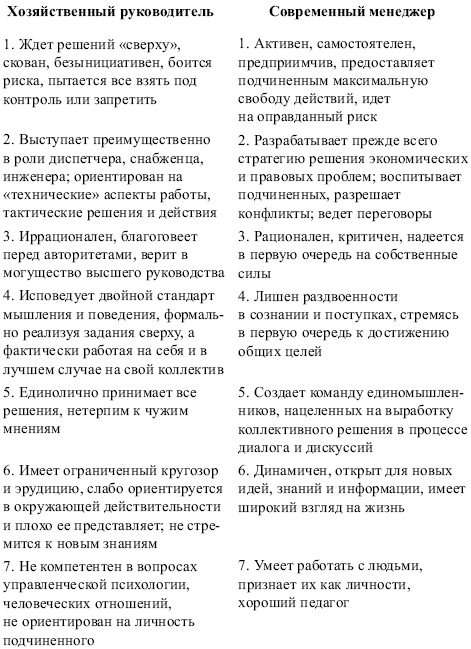 Хозяйственный руководитель
1. Ждет решений «сверху»,
скован, безынициативен, боится
риска, пытается все взять под
контроль или запретить
2. Выступает преимущественно
в роли диспетчера, снабженца,
инженера; ориентирован на
«технические» аспекты работы,
тактические решения и действия
3. Иррационален, благоговеет
перед авторитетами, верит в
могущество высшего руководства
4. Исповедует двойной стандарт
мышления и поведения, формаль-
но реализуя задания сверху, а
фактически работая на себя и в
лучшем случае на свой коллектив
5. Единолично принимает все
решения, нетерпим к чужим
мнениям
6. Имеет ограниченный кругозор
и эрудицию, слабо ориентируется
в окружающей действительности
и плохо ее представляет; не стре-
мится к новым знаниям
7. Не компетентен в вопросах
управленческой психологии,
человеческих отношений,
не ориентирован на личность
подчиненного
Современный менеджер
1. Активен, самостоятелен,
предприимчив, предоставляет
подчиненным максимальную
свободу действий, идет
на оправданный риск
2. Разрабатывает прежде всего
стратегию решения экономических
и правовых проблем; воспитывает
подчиненных, разрешает
конфликты; ведет переговоры
3. Рационален, критичен, надеется
в первую очередь на собственные
силы
4. Лишен раздвоенности
в сознании и поступках, стремясь
в первую очередь к достижению
общих целей
5. Создает команду единомышлен-
ников, нацеленных на выработку
коллективного решения в процессе
диалога и дискуссий
6. Динамичен, открыт для новых
идей, знаний и информации, имеет
широкий взгляд на жизнь
7. Умеет работать с людьми,
признает их как личности,
хороший педагог